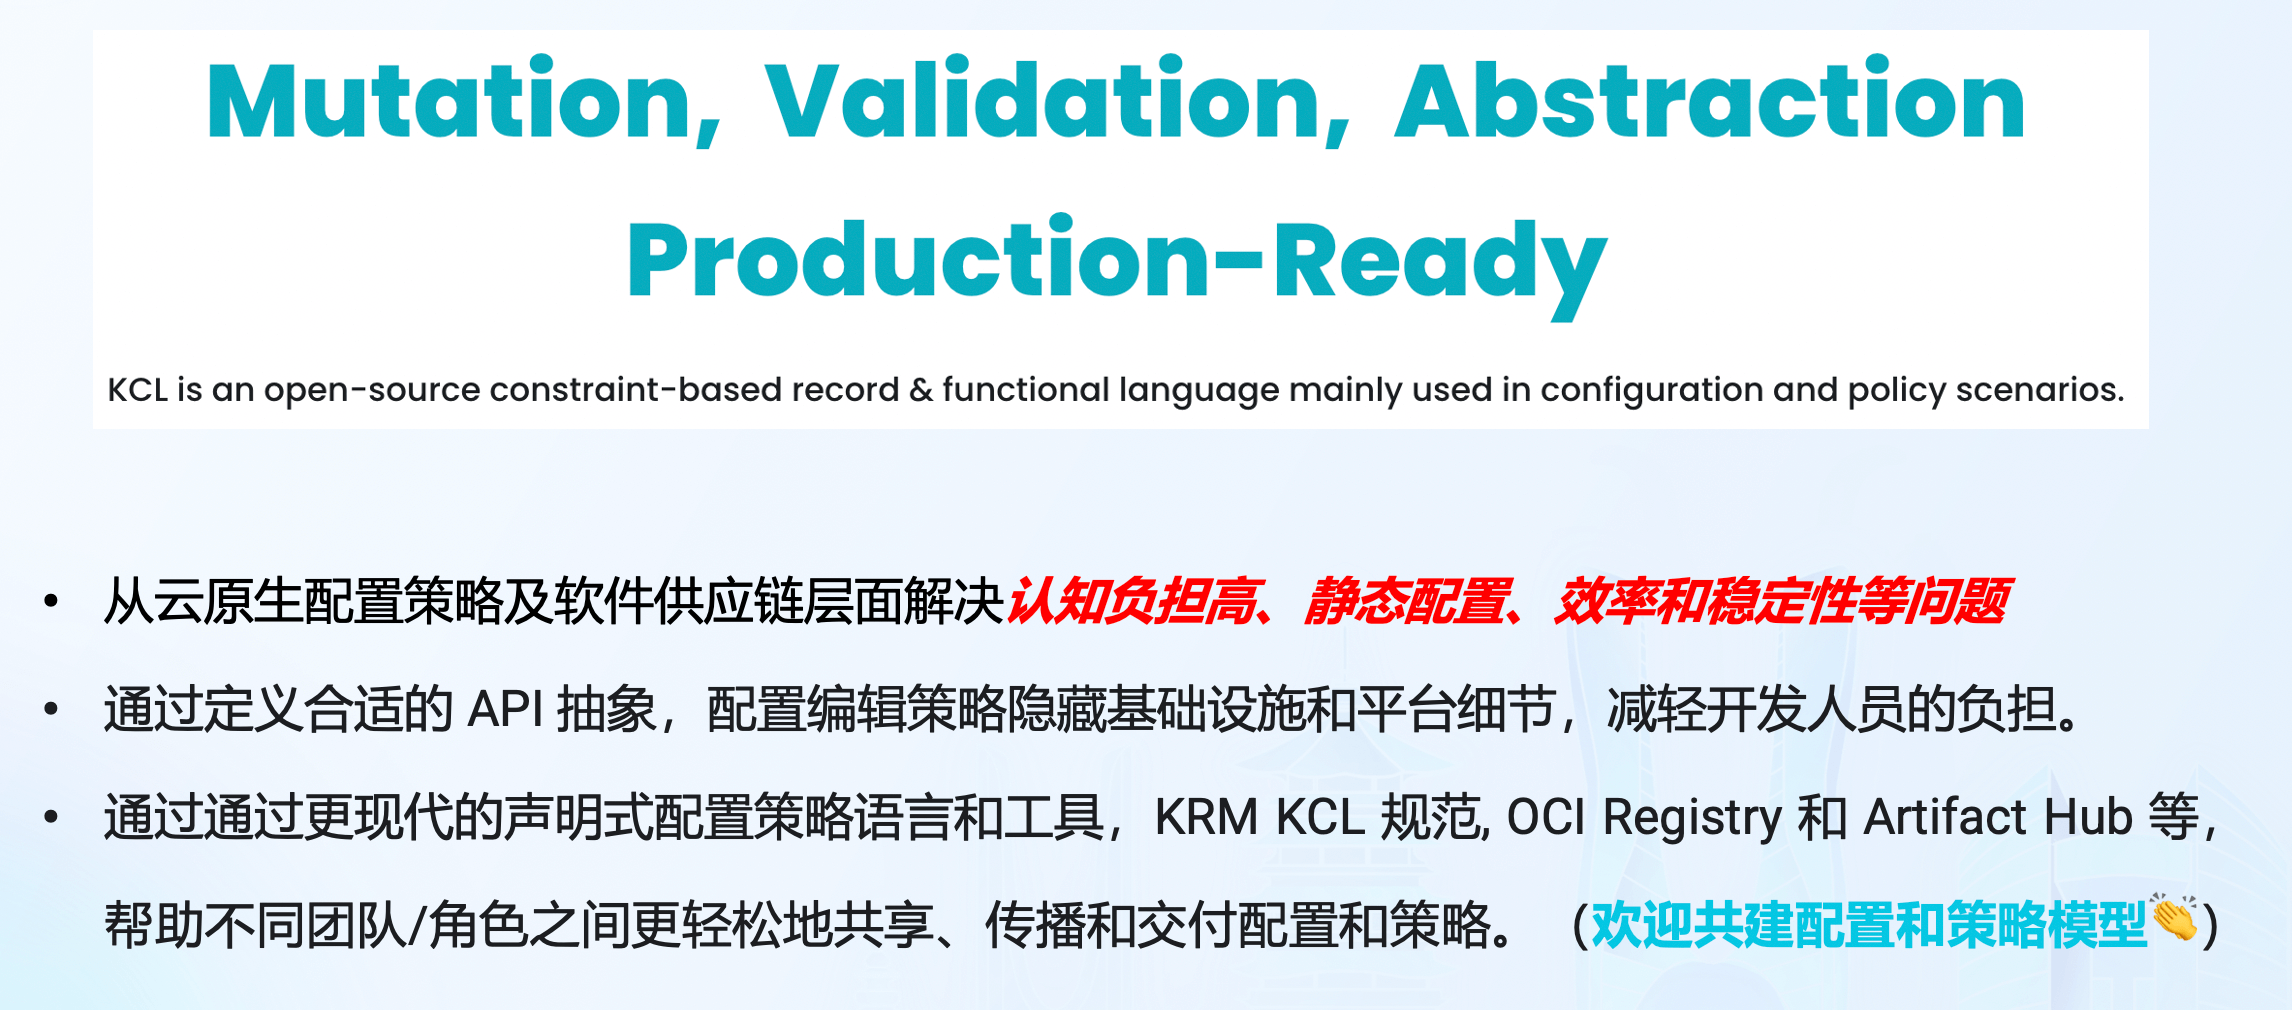 Mutation, Validation, Abstraction
Production-Ready
KCL is an open-source constraint-based record & functional language mainly used in configuration and policy scenarios.
• 从云原生配置策略及软件供应链层面解决认知负担高、静态配置、效率和稳定性等问题
• 通过定义合适的 API 抽象，配置编辑策略隐藏基础设施和平台细节，减轻开发人员的负担。
• 通过通过更现代的声明式配置策略语言和工具，KRM KCL 规范, OCI Registry 和 Artifact Hub 等，
帮助不同团队/角色之间更轻松地共享、传播和交付配置和策略。（欢迎共建配置和策略模型👏）